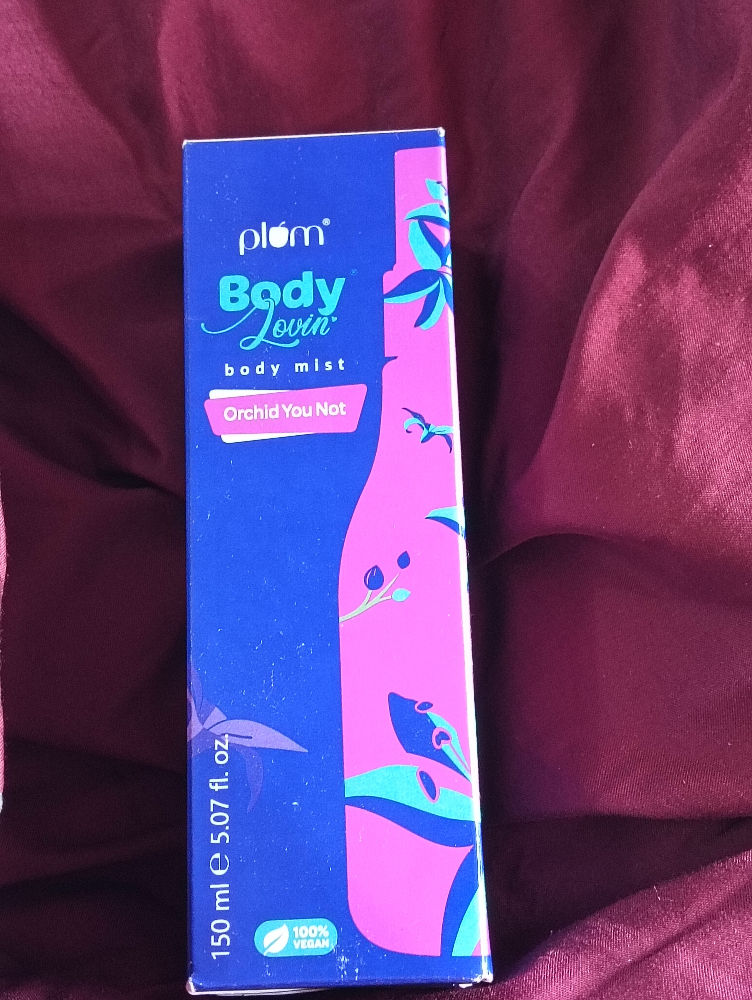 plum®
Body®
Lovin'
body mist
Orchid You Not
150 ml ℮ 5.07 fl. oz.
100%
VEGAN